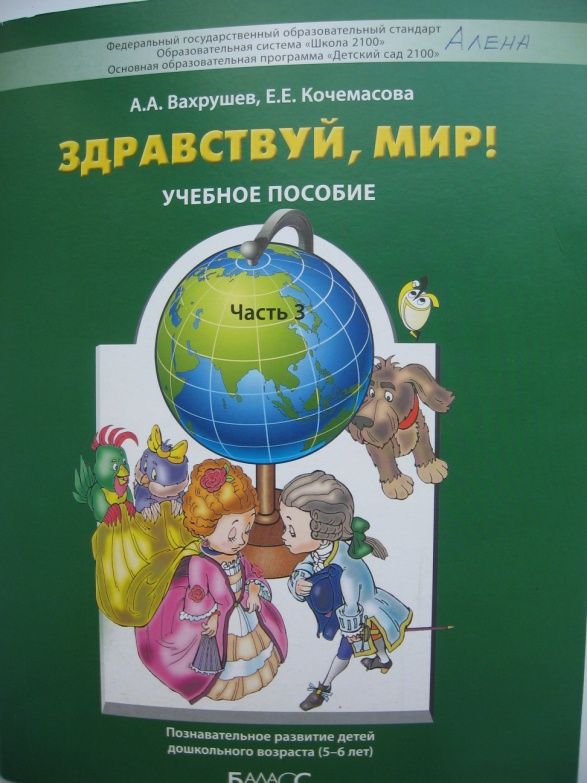 Федеральный государственный образовательный стандарт
Образовательная система «Школа 2100»
Основная образовательная программа «Детский сад 2100»
АЛЕНА
А.А. Вахрушев, Е.Е. Кочемасова
ЗДРАВСТВУЙ, МИР!
УЧЕБНОЕ ПОСОБИЕ
Часть 3
Познавательное развитие детей
дошкольного возраста (5–6 лет)
БАЛАСС